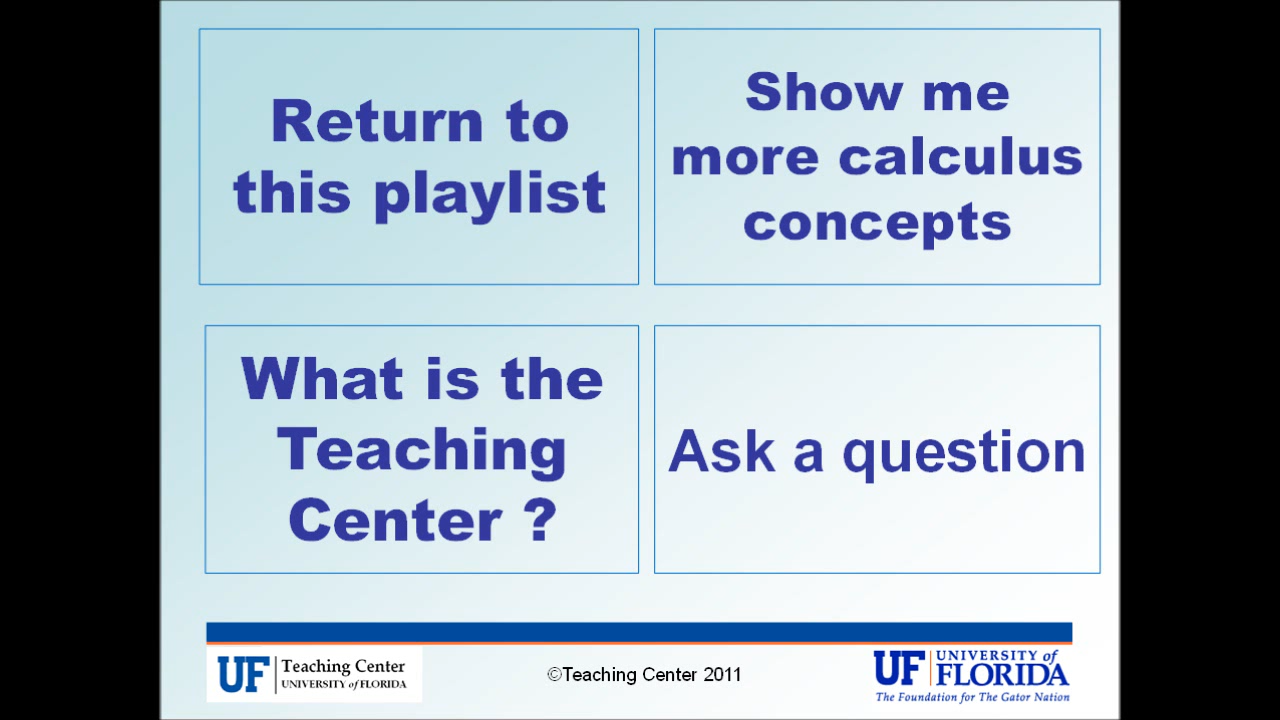 Return to
this playlist
Show me
more calculus
concepts
What is the
Teaching
Center ?
Ask a question
UF Teaching Center
UNIVERSITY of FLORIDA
©Teaching Center 2011
UF UNIVERSITY of
FLORIDA
The Foundation for The Gator Nation